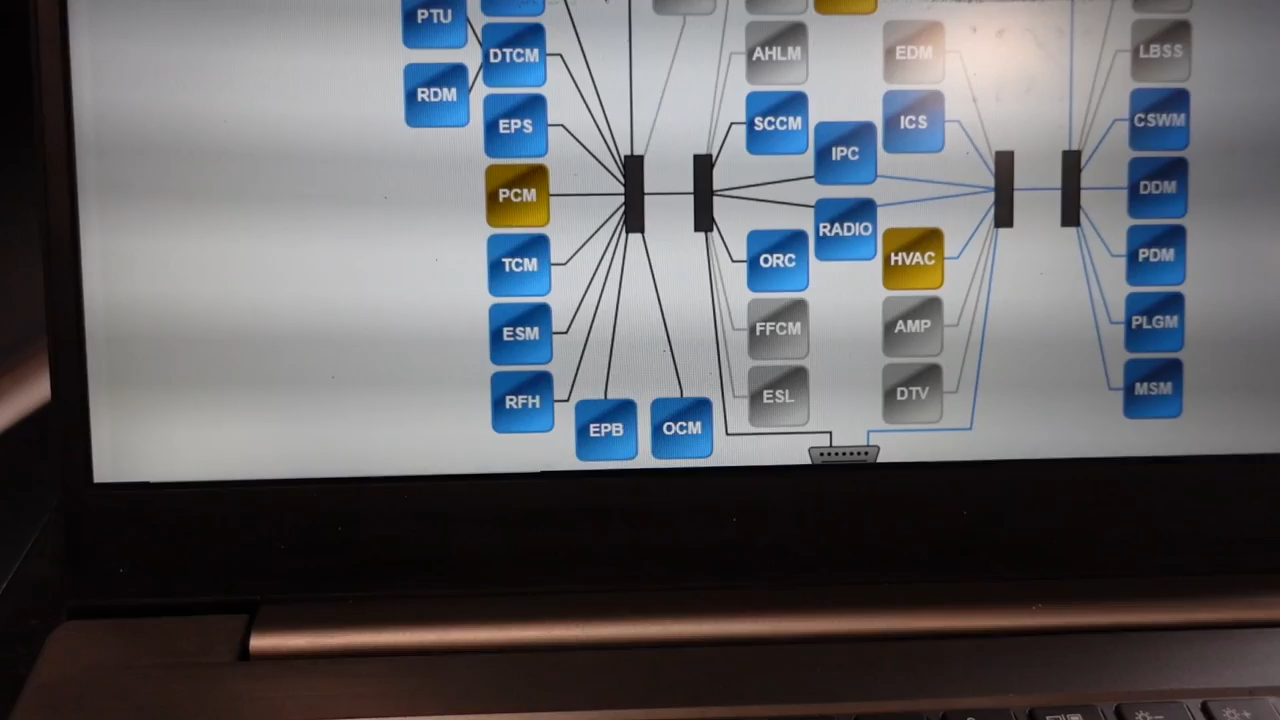 PTU
DTCM
RDM
EPS
PCM
TCM
ESM
RFH
EPB
OCM
AHLM
SCCM
IPC
RADIO
ORC
FFCM
ESL
EDM
ICS
HVAC
AMP
DTV
LBSS
CSWM
DDM
PDM
PLGM
MSM